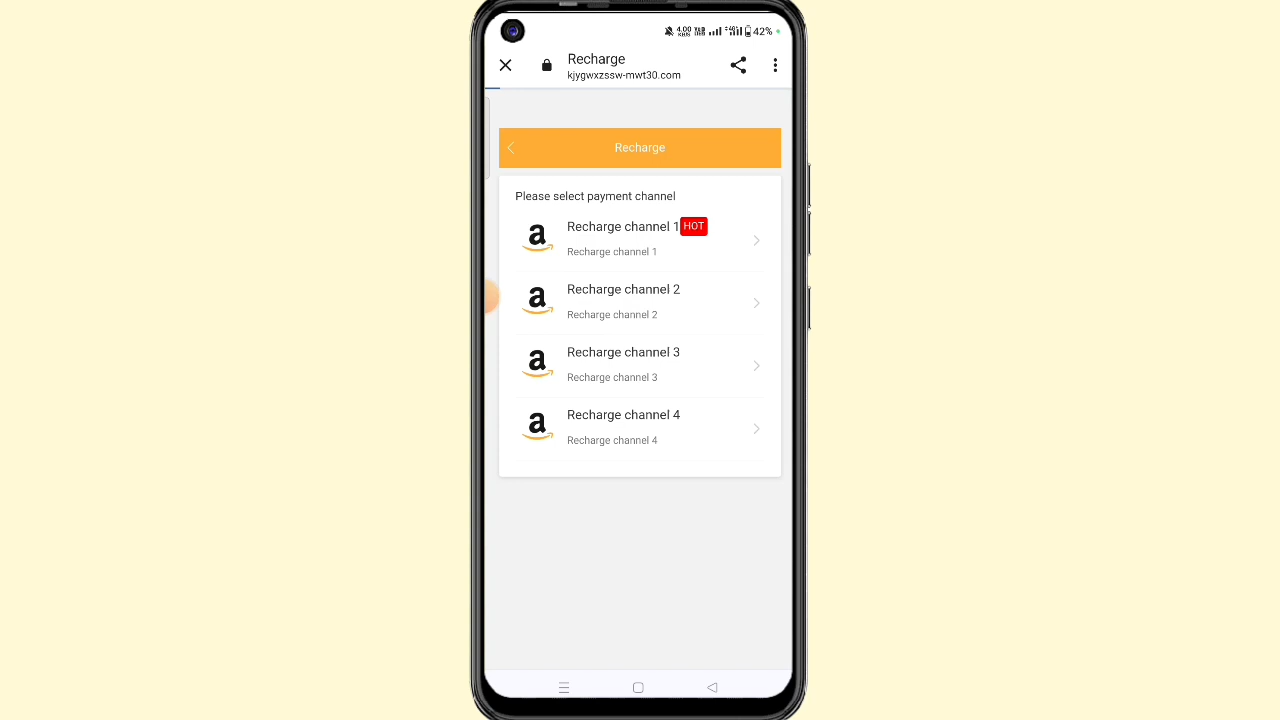 42%
Recharge
kjygwxzssw-mwt30.com
Recharge
Please select payment channel
a
Recharge channel 1 HOT
Recharge channel 1
a
Recharge channel 2
Recharge channel 2
a
Recharge channel 3
Recharge channel 3
a
Recharge channel 4
Recharge channel 4